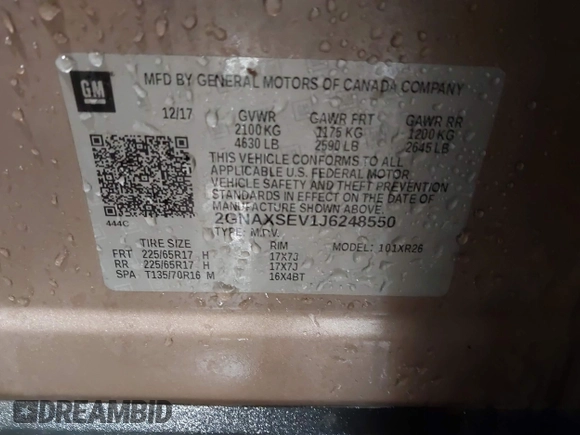 GM
MFD BY GENERAL MOTORS OF CANADA COMPANY
12/17 GVWR GAWR FRT GAWR RR
2100 KG 1175 KG 1200 KG
4630 LB 2590 LB 2645 LB
THIS VEHICLE CONFORMS TO ALL
APPLICABLE U.S. FEDERAL MOTOR
VEHICLE SAFETY AND THEFT PREVENTION
STANDARDS IN EFFECT ON THE DATE OF
MANUFACTURE SHOWN ABOVE.
444C 2GNAXSEV1J6248550
TYPE: M.P.V.
TIRE SIZE RIM MODEL: 101XR26
FRT 225/65R17 H 17X7J
RR 225/65R17 H 17X7J
SPA T135/70R16 M 16X4BT
DREAMBID